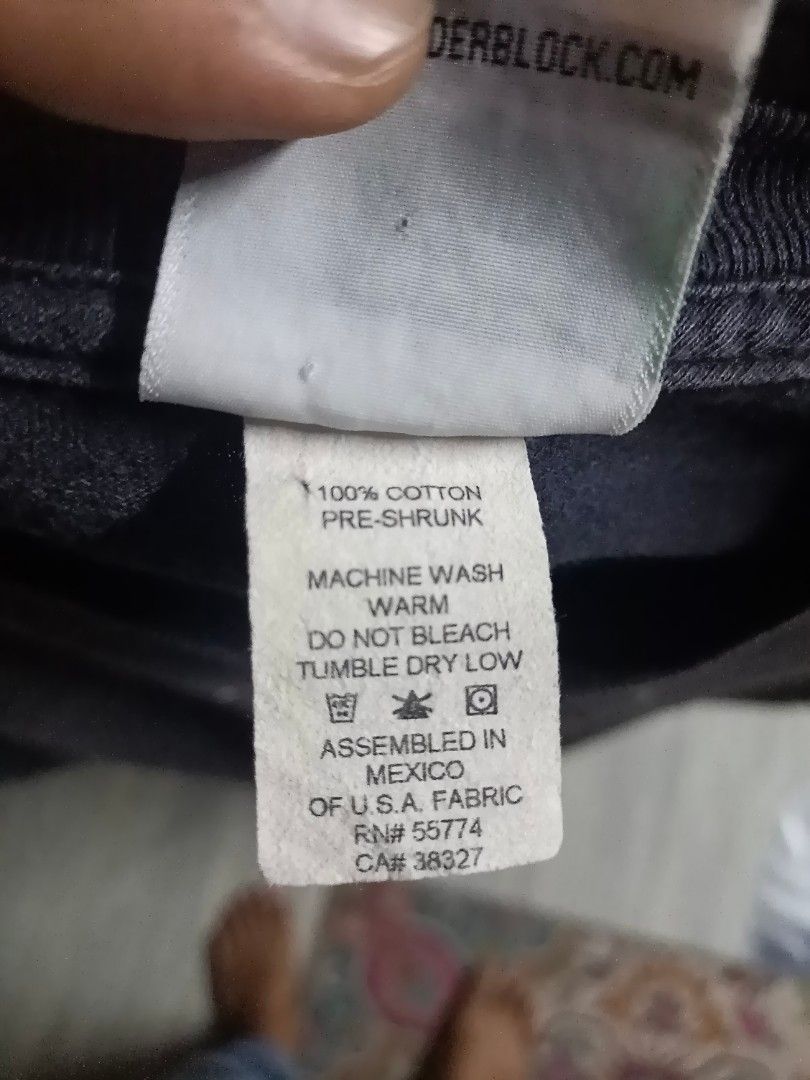 DERBLOCK.COM
100% COTTON
PRE-SHRUNK
MACHINE WASH
WARM
DO NOT BLEACH
TUMBLE DRY LOW
ASSEMBLED IN
MEXICO
OF U.S.A. FABRIC
RN# 55774
CA# 38327